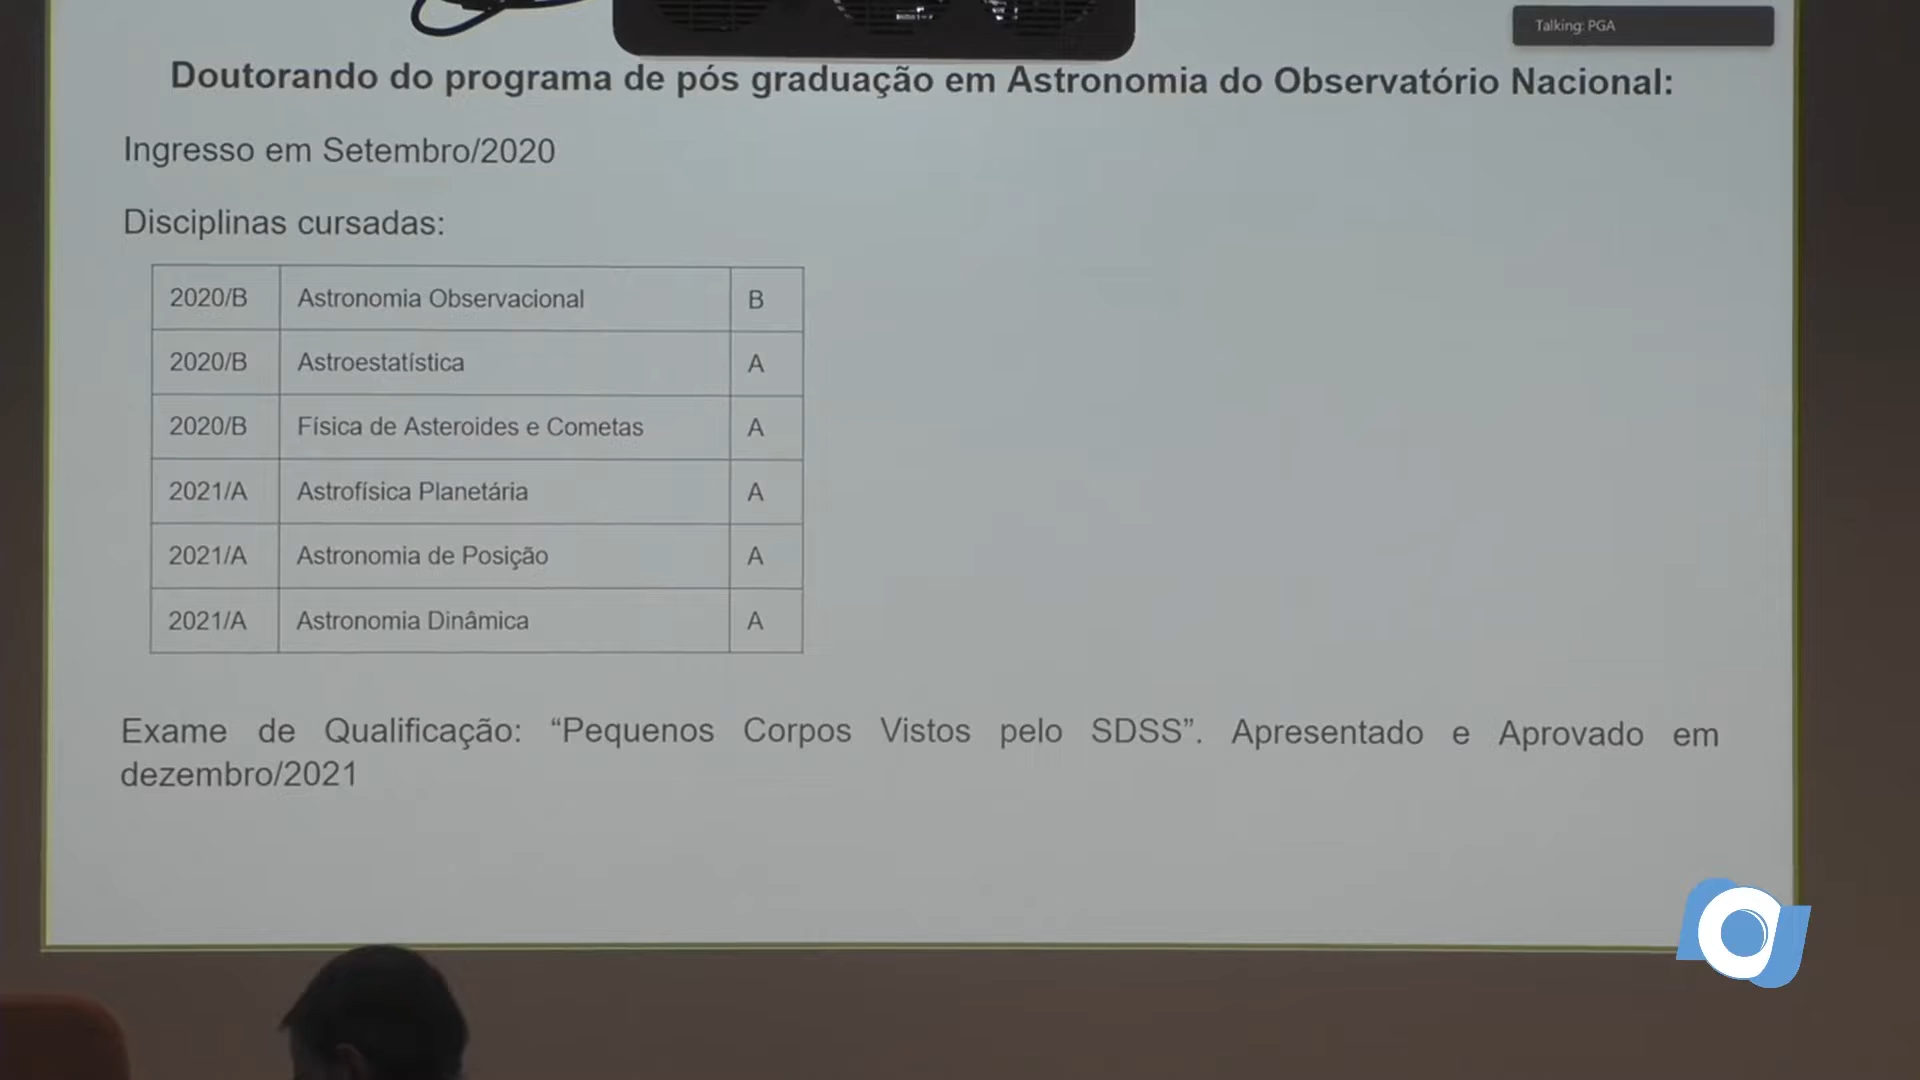 Talking: PGA
Doutorando do programa de pós graduação em Astronomia do Observatório Nacional:
Ingresso em Setembro/2020
Disciplinas cursadas:
2020/B Astronomia Observacional B
2020/B Astroestatística A
2020/B Física de Asteroides e Cometas A
2021/A Astrofísica Planetária A
2021/A Astronomia de Posição A
2021/A Astronomia Dinâmica A
Exame de Qualificação: “Pequenos Corpos Vistos pelo SDSS”. Apresentado e Aprovado em
dezembro/2021